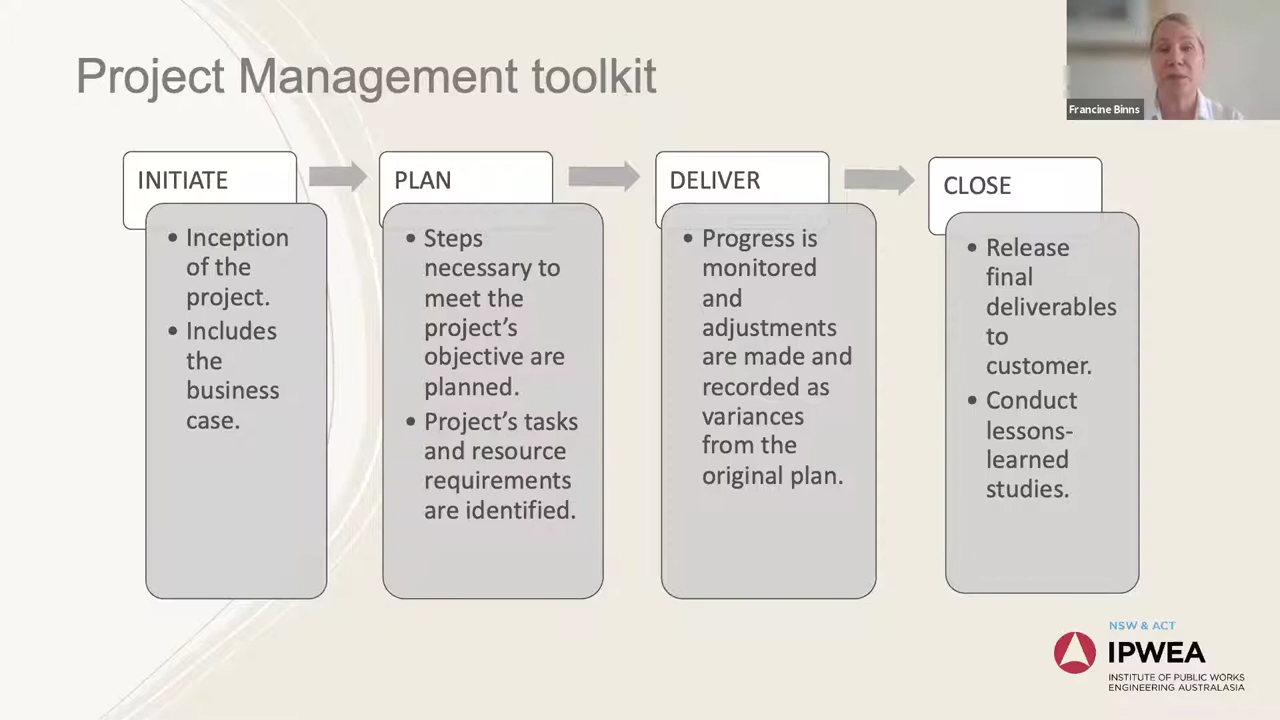 Project Management toolkit
Francine Binns
INITIATE
• Inception
of the
project.
• Includes
the
business
case.
PLAN
• Steps
necessary to
meet the
project’s
objective are
planned.
• Project’s tasks
and resource
requirements
are identified.
DELIVER
• Progress is
monitored
and
adjustments
are made and
recorded as
variances
from the
original plan.
CLOSE
• Release
final
deliverables
to
customer.
• Conduct
lessons-
learned
studies.
NSW & ACT
IPWEA
INSTITUTE OF PUBLIC WORKS
ENGINEERING AUSTRALASIA